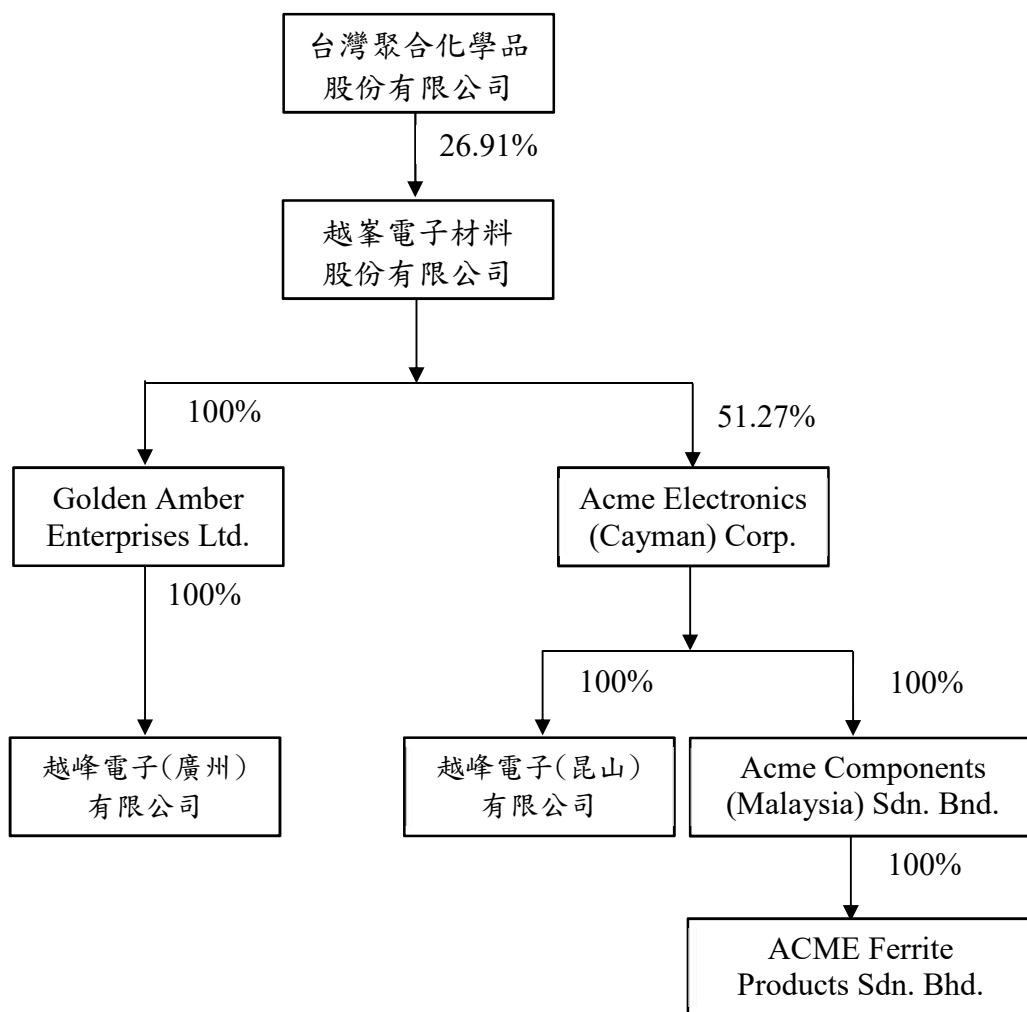 台灣聚合化學品
股份有限公司
26.91%
越峯電子材料
股份有限公司
100%
51.27%
Golden Amber
Enterprises Ltd.
Acme Electronics
(Cayman) Corp.
100%
100%
100%
越峰電子(廣州)
有限公司
越峰電子(昆山)
有限公司
Acme Components
(Malaysia) Sdn. Bnd.
100%
ACME Ferrite
Products Sdn. Bhd.